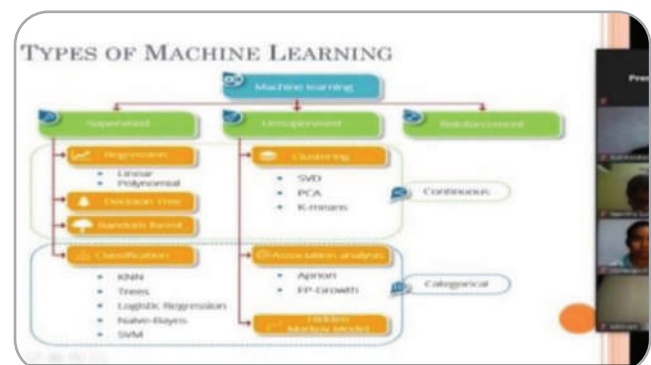 TYPES OF MACHINE LEARNING
Machine learning
Supervised
Unsupervised
Reinforcement
Regression
• Linear
• Polynomial
Decision Tree
Random Forest
Classification
• KNN
• Trees
• Logistic Regression
• Naive-Bayes
• SVM
Clustering
• SVD
• PCA
• K-means
Association analysis
• Apriori
• FP-Growth
Hidden
Markov Model
Continuous
Categorical